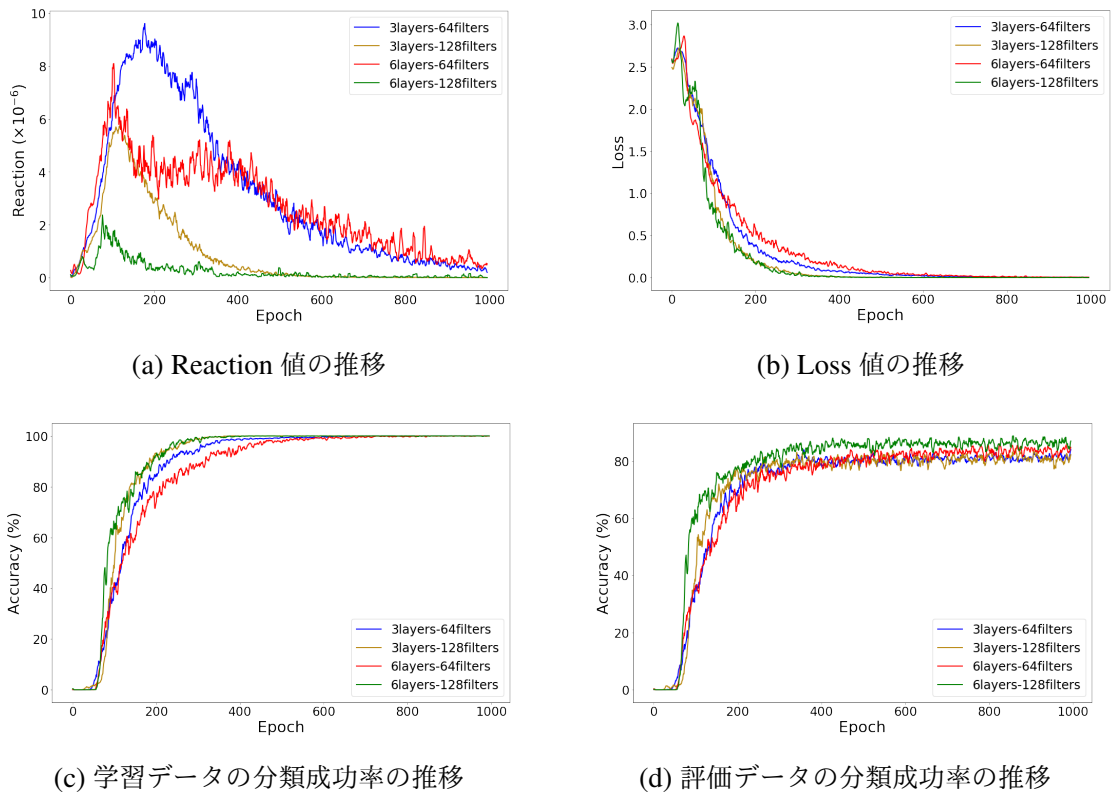 10
8
6
4
2
0
Reaction (×10⁻⁶)
3layers-64filters
3layers-128filters
6layers-64filters
6layers-128filters
0 200 400 600 800 1000
Epoch
(a) Reaction 値の推移
3.0
2.5
2.0
1.5
1.0
0.5
0.0
Loss
3layers-64filters
3layers-128filters
6layers-64filters
6layers-128filters
0 200 400 600 800 1000
Epoch
(b) Loss 値の推移
100
80
60
40
20
0
Accuracy (%)
3layers-64filters
3layers-128filters
6layers-64filters
6layers-128filters
0 200 400 600 800 1000
Epoch
(c) 学習データの分類成功率の推移
80
60
40
20
0
Accuracy (%)
3layers-64filters
3layers-128filters
6layers-64filters
6layers-128filters
0 200 400 600 800 1000
Epoch
(d) 評価データの分類成功率の推移